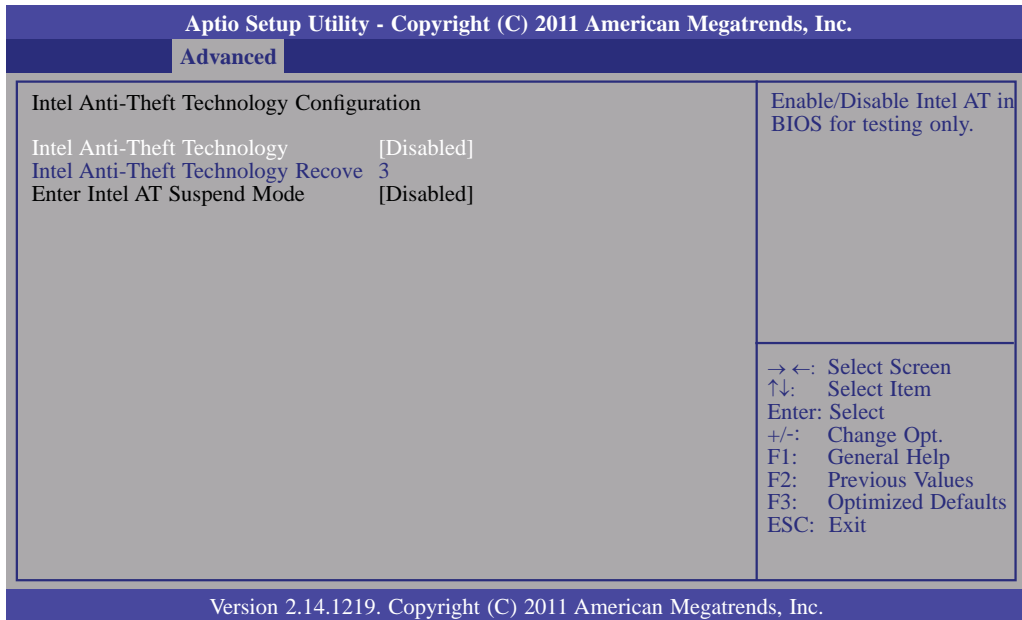 Aptio Setup Utility - Copyright (C) 2011 American Megatrends, Inc.
Advanced
Intel Anti-Theft Technology Configuration
Intel Anti-Theft Technology [Disabled]
Intel Anti-Theft Technology Recove 3
Enter Intel AT Suspend Mode [Disabled]
Enable/Disable Intel AT in
BIOS for testing only.
→ ←: Select Screen
↑↓: Select Item
Enter: Select
+/-: Change Opt.
F1: General Help
F2: Previous Values
F3: Optimized Defaults
ESC: Exit
Version 2.14.1219. Copyright (C) 2011 American Megatrends, Inc.